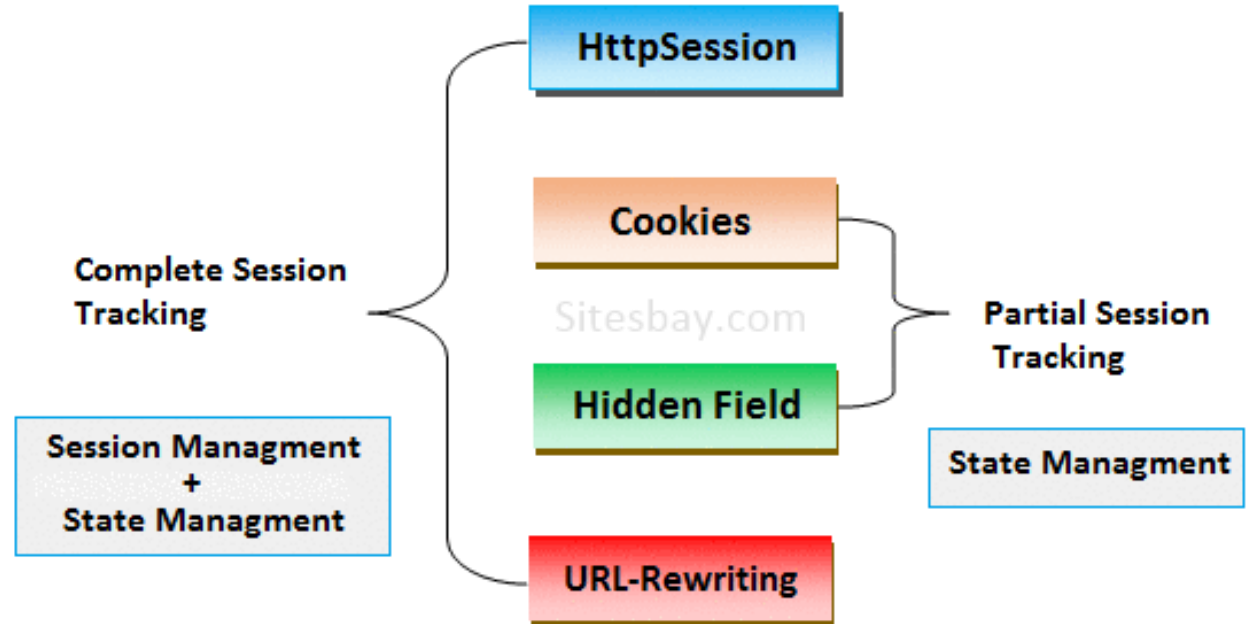 HttpSession
Cookies
Complete Session
Tracking
Sitesbay.com
Partial Session
Tracking
Hidden Field
Session Managment
+
State Managment
State Managment
URL-Rewriting